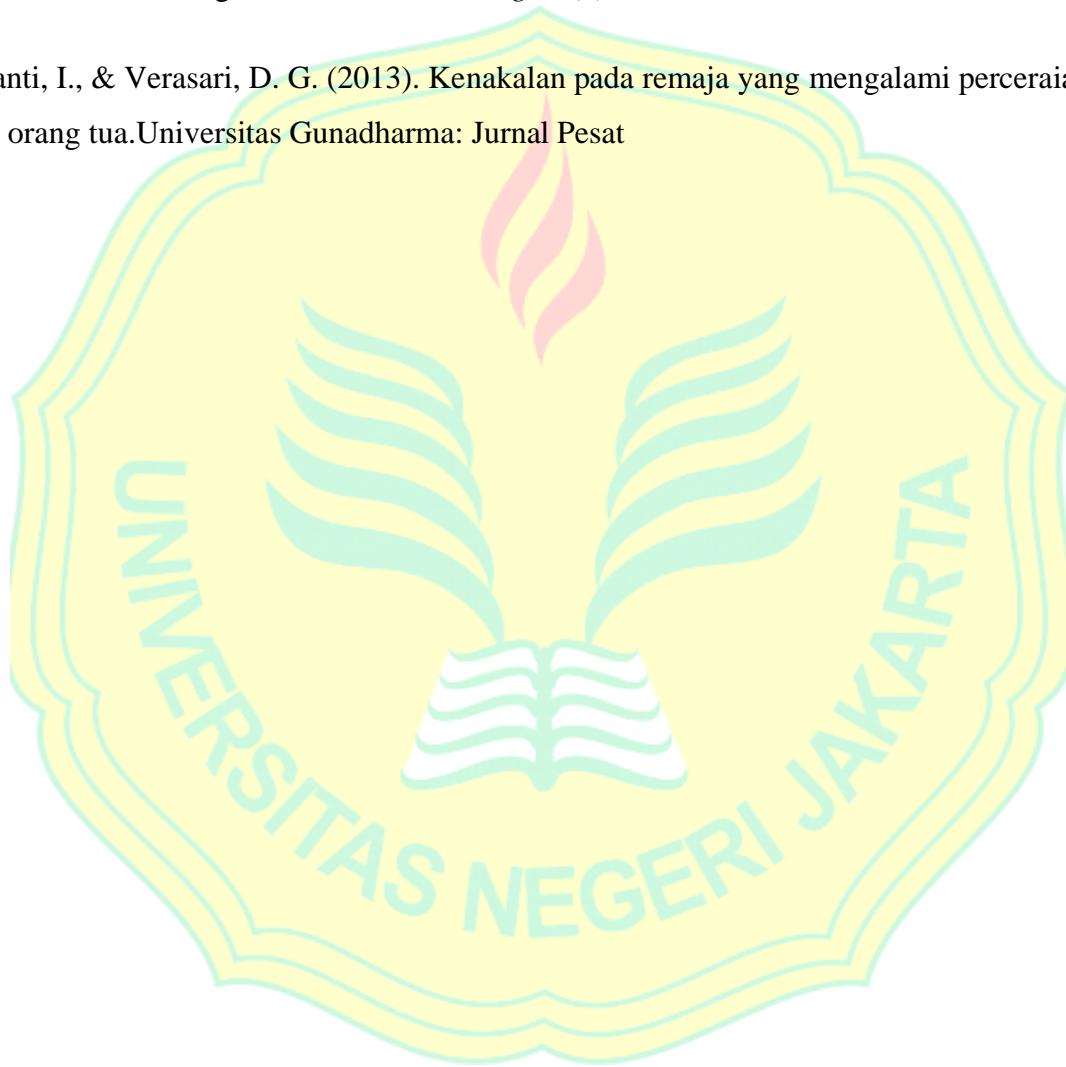 anti, I., & Verasari, D. G. (2013). Kenakalan pada remaja yang mengalami perceraia
orang tua.Universitas Gunadharma: Jurnal Pesat
UNIVERSITAS NEGERI JAKARTA